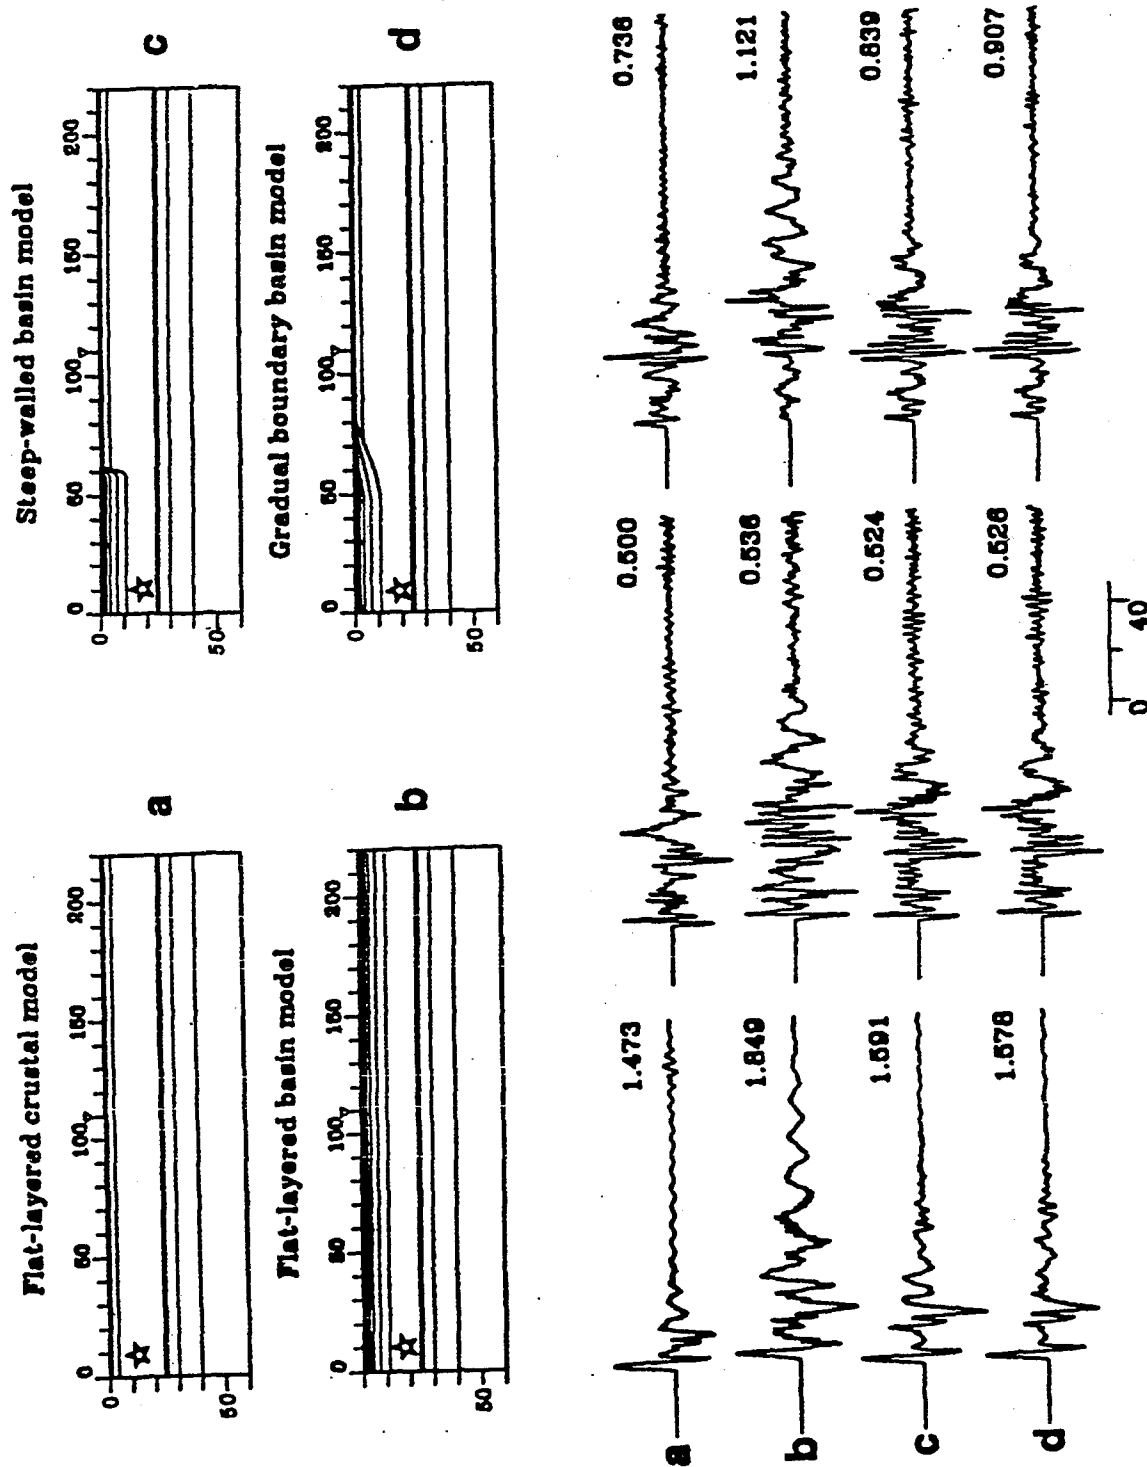 Flat-layered crustal model
0 50 100 150 200
0
50
a
Flat-layered basin model
0 50 100 150 200
0
50
b
Steep-walled basin model
0 50 100 150 200
0
50
c
Gradual boundary basin model
0 50 100 150 200
0
50
d
a 1.473 0.500 0.736
b 1.849 0.536 1.121
c 1.591 0.524 0.839
d 1.578 0.528 0.907
0 40